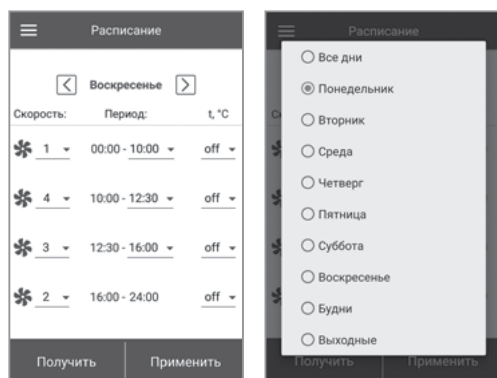 Расписание
Воскресенье
Скорость: Период: t, °C
1 00:00 - 10:00 off
4 10:00 - 12:30 off
3 12:30 - 16:00 off
2 16:00 - 24:00 off
Получить Применить
Расписание
Все дни
Понедельник
Вторник
Среда
Четверг
Пятница
Суббота
Воскресенье
Будни
Выходные
Получить Применить